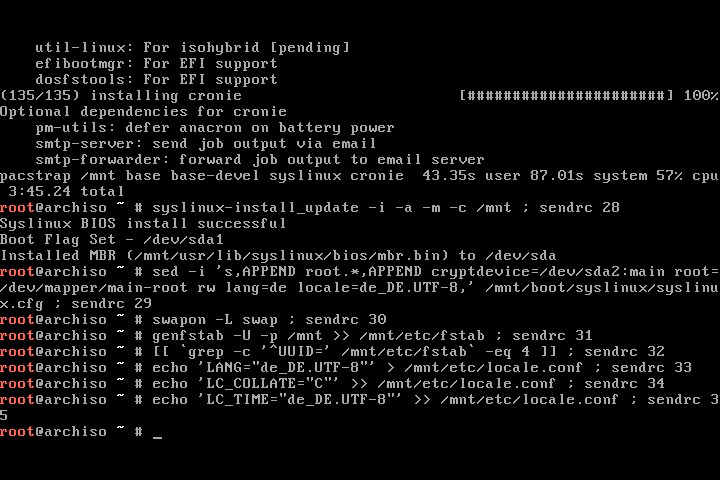 util-linux: For isohybrid [pending]
    efibootmgr: For EFI support
    dosfstools: For EFI support
(135/135) installing cronie                        [######################] 100%
Optional dependencies for cronie
    pm-utils: defer anacron on battery power
    smtp-server: send job output via email
    smtp-forwarder: forward job output to email server
pacstrap /mnt base base-devel syslinux cronie  43.35s user 87.01s system 57% cpu
 3:45.24 total
root@archiso ~ # syslinux-install_update -i -a -m -c /mnt ; sendrc 28
Syslinux BIOS install successful
Boot Flag Set - /dev/sda1
Installed MBR (/mnt/usr/lib/syslinux/bios/mbr.bin) to /dev/sda
root@archiso ~ # sed -i 's,APPEND root.*,APPEND cryptdevice=/dev/sda2:main root=
/dev/mapper/main-root rw lang=de locale=de_DE.UTF-8,' /mnt/boot/syslinux/syslinu
x.cfg ; sendrc 29
root@archiso ~ # swapon -L swap ; sendrc 30
root@archiso ~ # genfstab -U -p /mnt >> /mnt/etc/fstab ; sendrc 31
root@archiso ~ # [[ `grep -c '^UUID=' /mnt/etc/fstab` -eq 4 ]] ; sendrc 32
root@archiso ~ # echo 'LANG="de_DE.UTF-8"' > /mnt/etc/locale.conf ; sendrc 33
root@archiso ~ # echo 'LC_COLLATE="C"' >> /mnt/etc/locale.conf ; sendrc 34
root@archiso ~ # echo 'LC_TIME="de_DE.UTF-8"' >> /mnt/etc/locale.conf ; sendrc 3
5
root@archiso ~ # _